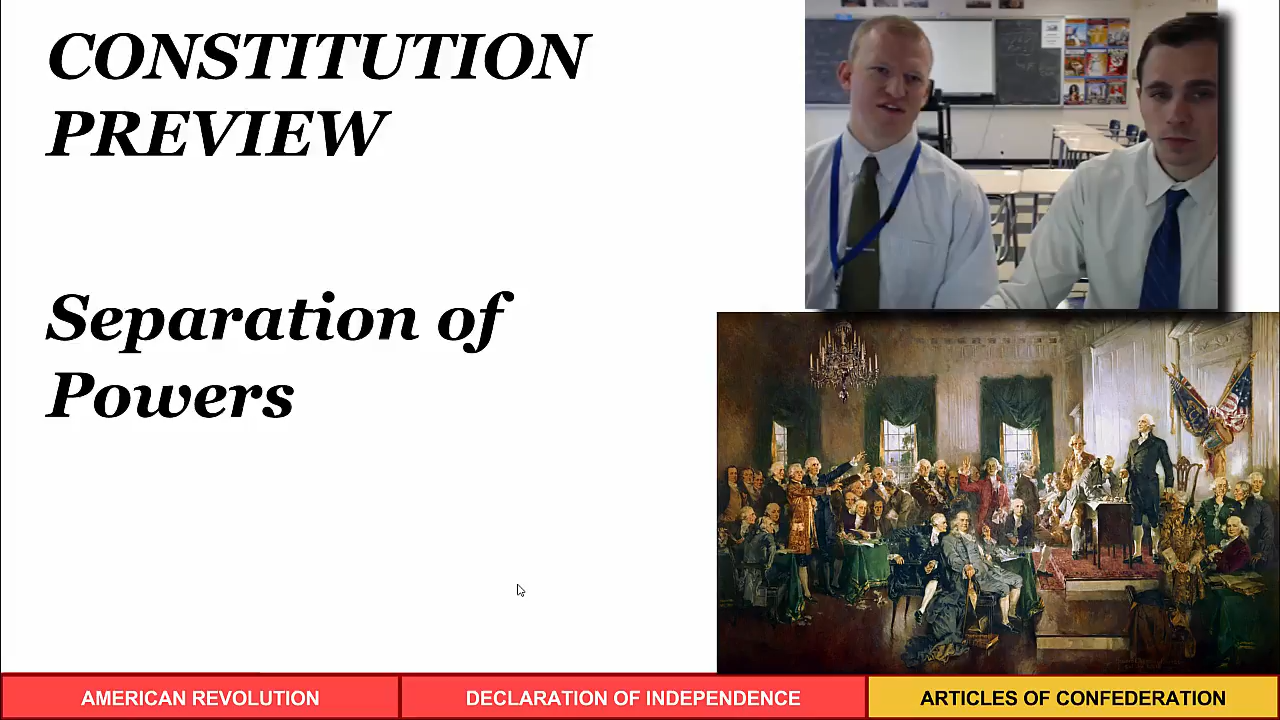 CONSTITUTION
PREVIEW
Separation of
Powers
AMERICAN REVOLUTION
DECLARATION OF INDEPENDENCE
ARTICLES OF CONFEDERATION